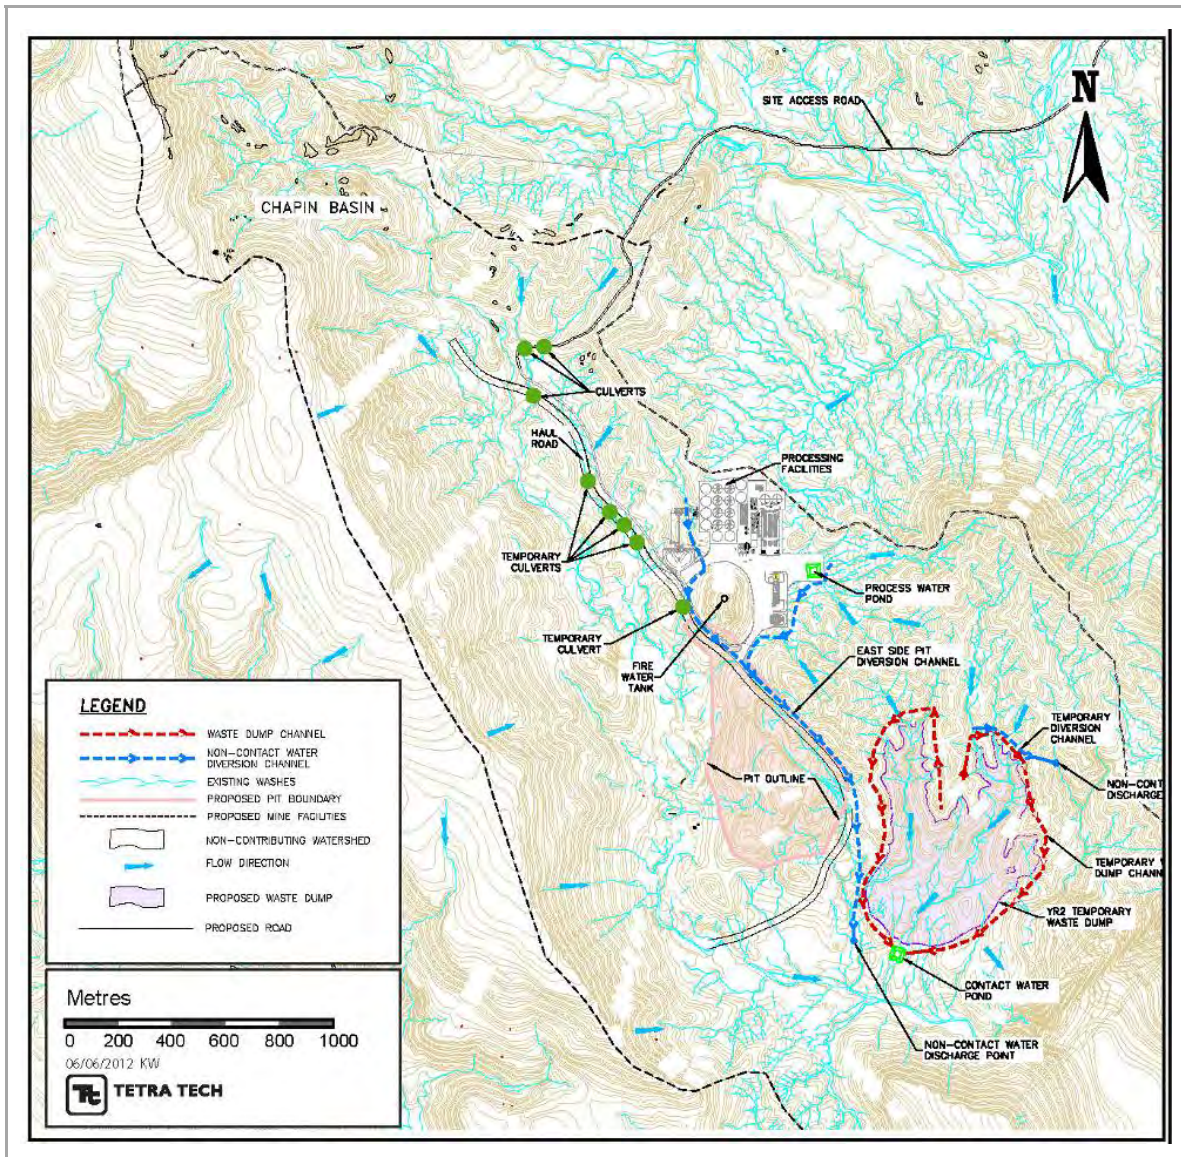 SITE ACCESS ROAD
N
CHAPIN BASIN
CULVERTS
HAUL
ROAD
PROCESSING
FACILITIES
TEMPORARY
CULVERTS
PROCESS WATER
POND
TEMPORARY
CULVERT
FIRE
WATER
TANK
EAST SIDE PIT
DIVERSION CHANNEL
TEMPORARY
DIVERSION
CHANNEL
PIT OUTLINE
NON-CONT
DISCHARGE
TEMPORARY W
DUMP CHANN
YR2 TEMPORARY
WASTE DUMP
CONTACT WATER
POND
NON-CONTACT WATER
DISCHARGE POINT
LEGEND
WASTE DUMP CHANNEL
NON-CONTACT WATER
DIVERSION CHANNEL
EXISTING WASHES
PROPOSED PIT BOUNDARY
PROPOSED MINE FACILITIES
NON-CONTRIBUTING WATERSHED
FLOW DIRECTION
PROPOSED WASTE DUMP
PROPOSED ROAD
Metres
0 200 400 600 800 1000
06/06/2012 KW
Tt TETRA TECH